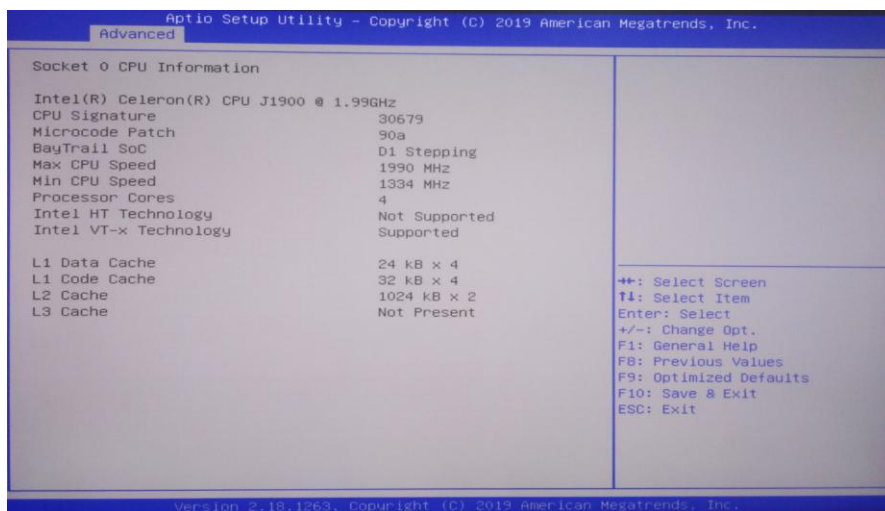 Aptio Setup Utility – Copyright (C) 2019 American Megatrends, Inc.
Advanced
Socket 0 CPU Information
Intel(R) Celeron(R) CPU J1900 @ 1.99GHz
CPU Signature 30679
Microcode Patch 90a
BayTrail SoC D1 Stepping
Max CPU Speed 1990 MHz
Min CPU Speed 1334 MHz
Processor Cores 4
Intel HT Technology Not Supported
Intel VT-x Technology Supported
L1 Data Cache 24 kB x 4
L1 Code Cache 32 kB x 4
L2 Cache 1024 kB x 2
L3 Cache Not Present
→←: Select Screen
↑↓: Select Item
Enter: Select
+/-: Change Opt.
F1: General Help
F8: Previous Values
F9: Optimized Defaults
F10: Save & Exit
ESC: Exit
Version 2.18.1263. Copyright (C) 2019 American Megatrends, Inc.